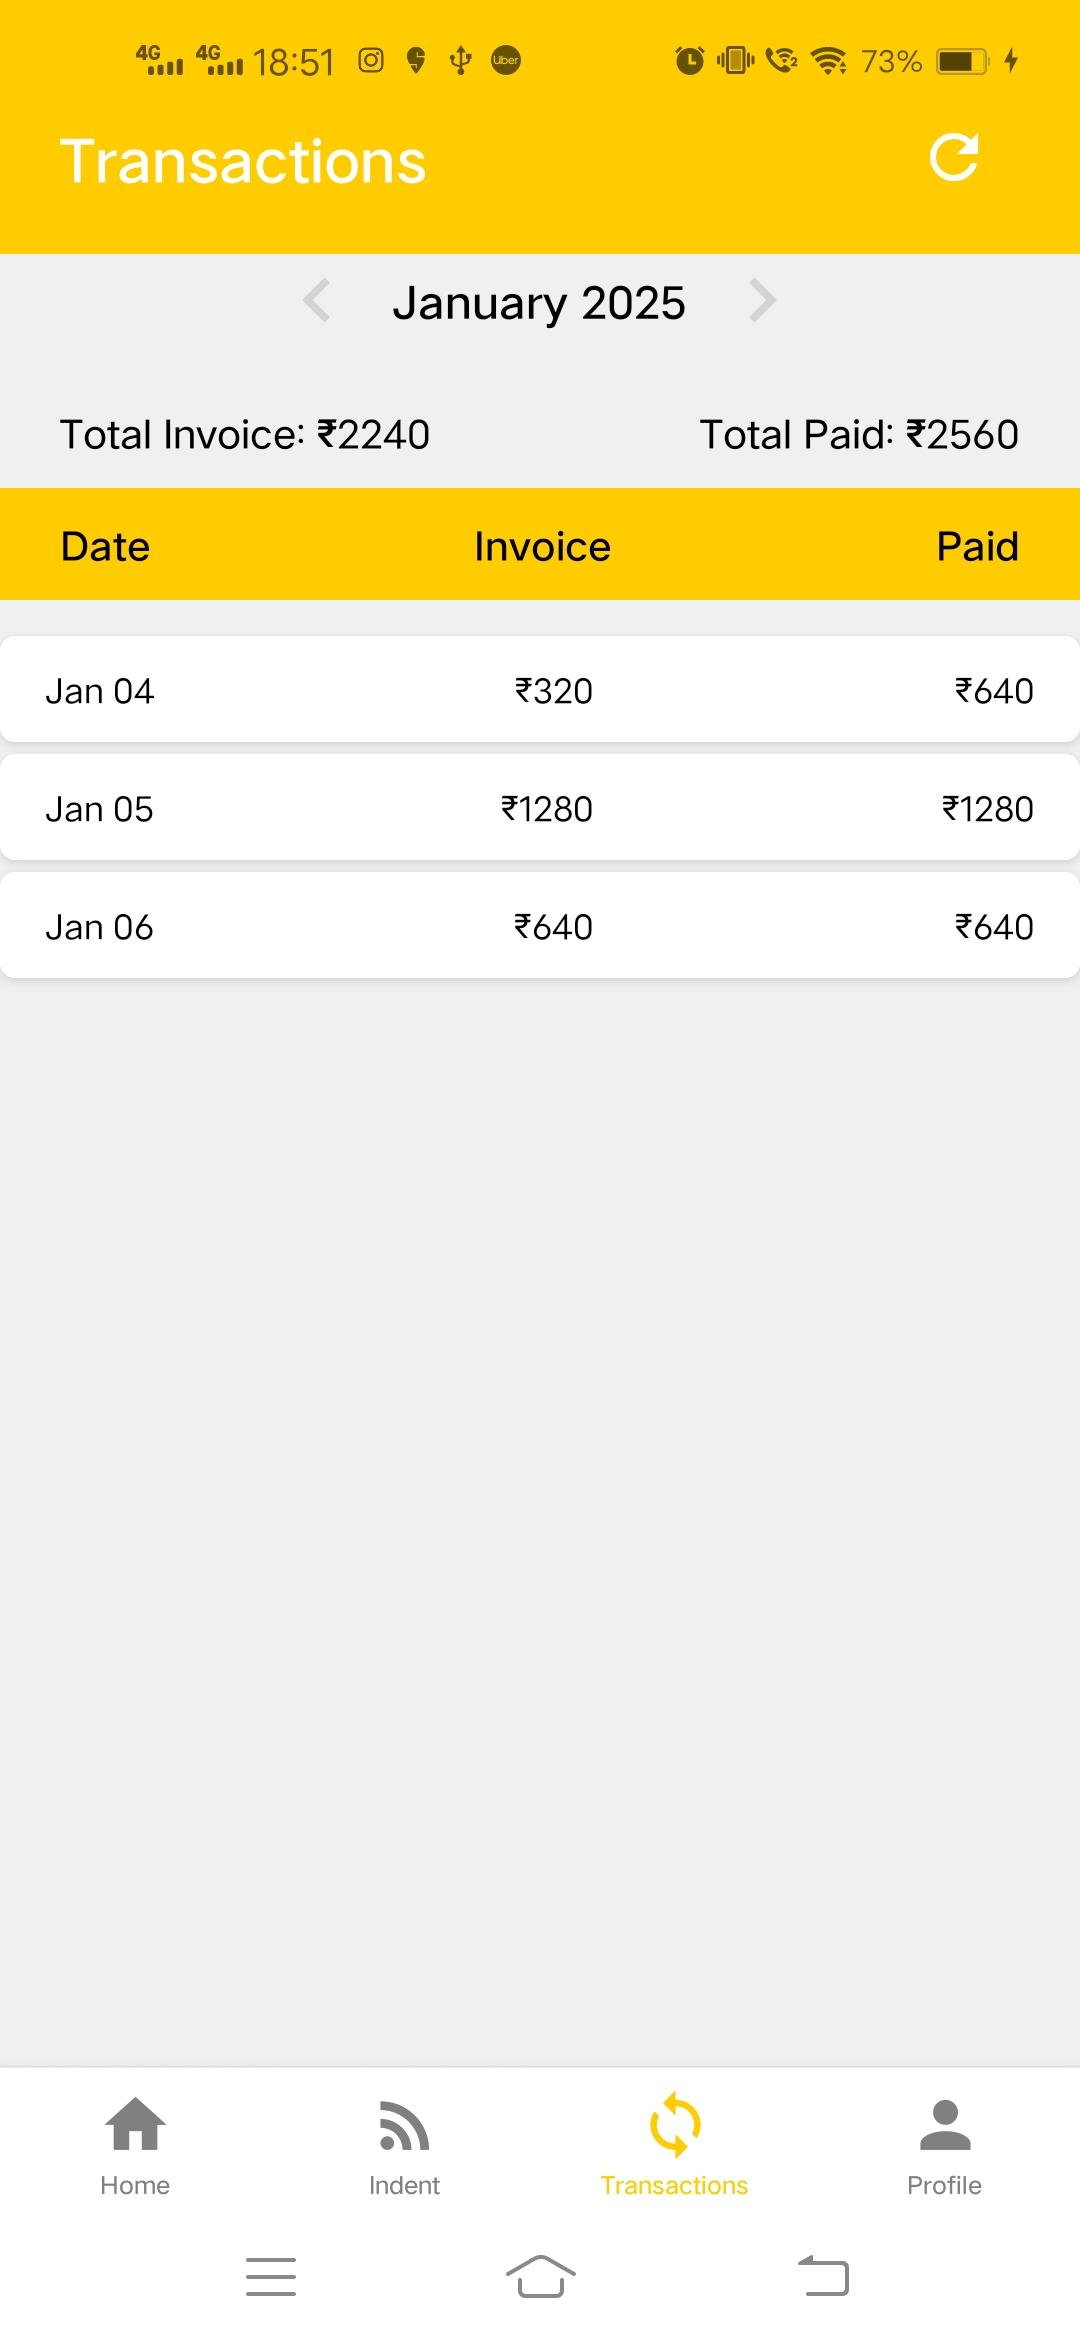 4G 4G 18:51 Uber 2 73%
Transactions
January 2025
Total Invoice: ₹2240 Total Paid: ₹2560
Date Invoice Paid
Jan 04 ₹320 ₹640
Jan 05 ₹1280 ₹1280
Jan 06 ₹640 ₹640
Home Indent Transactions Profile